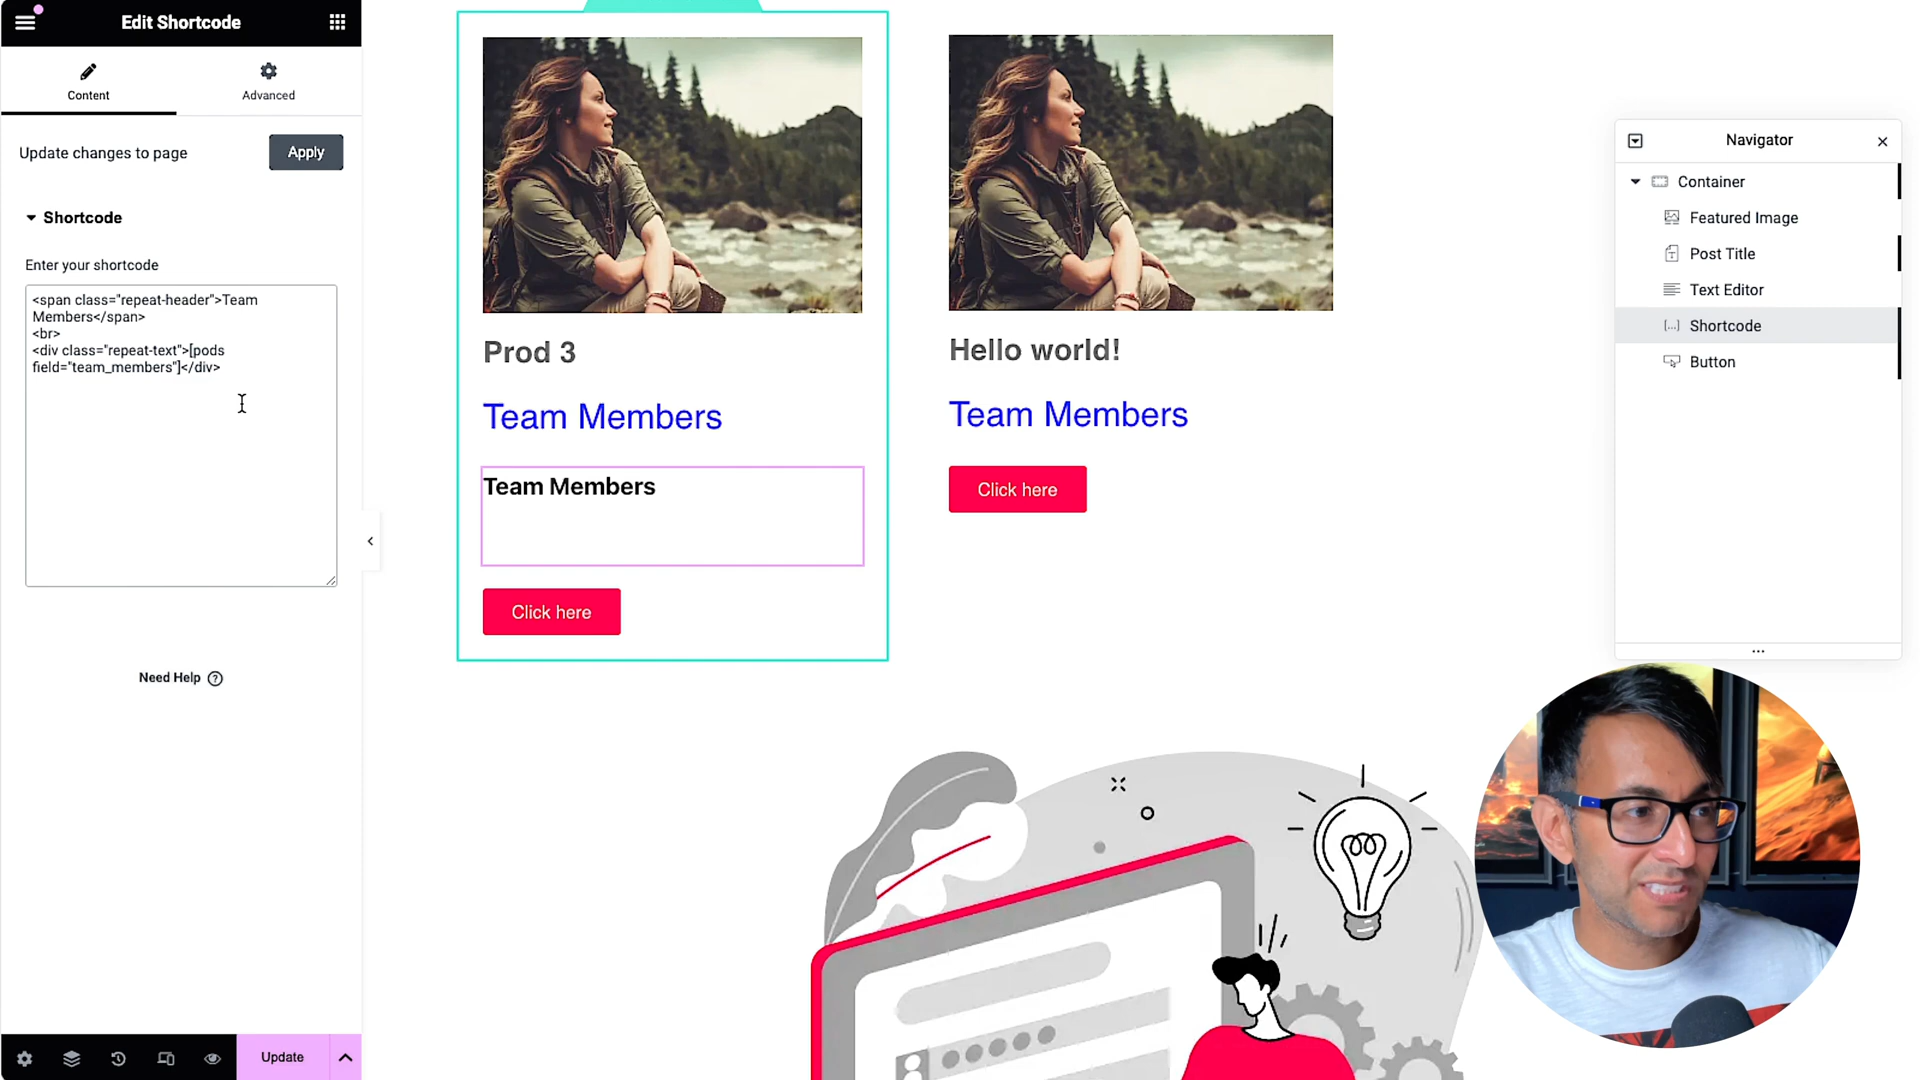 Edit Shortcode
Content
Advanced
Update changes to page
Apply
Shortcode
Enter your shortcode
<span class="repeat-header">Team
Members</span>
<br>
<div class="repeat-text">[pods
field="team_members"]</div>
Need Help
Update
Prod 3
Team Members
Team Members
Click here
Hello world!
Team Members
Click here
Navigator
Container
Featured Image
Post Title
Text Editor
Shortcode
Button